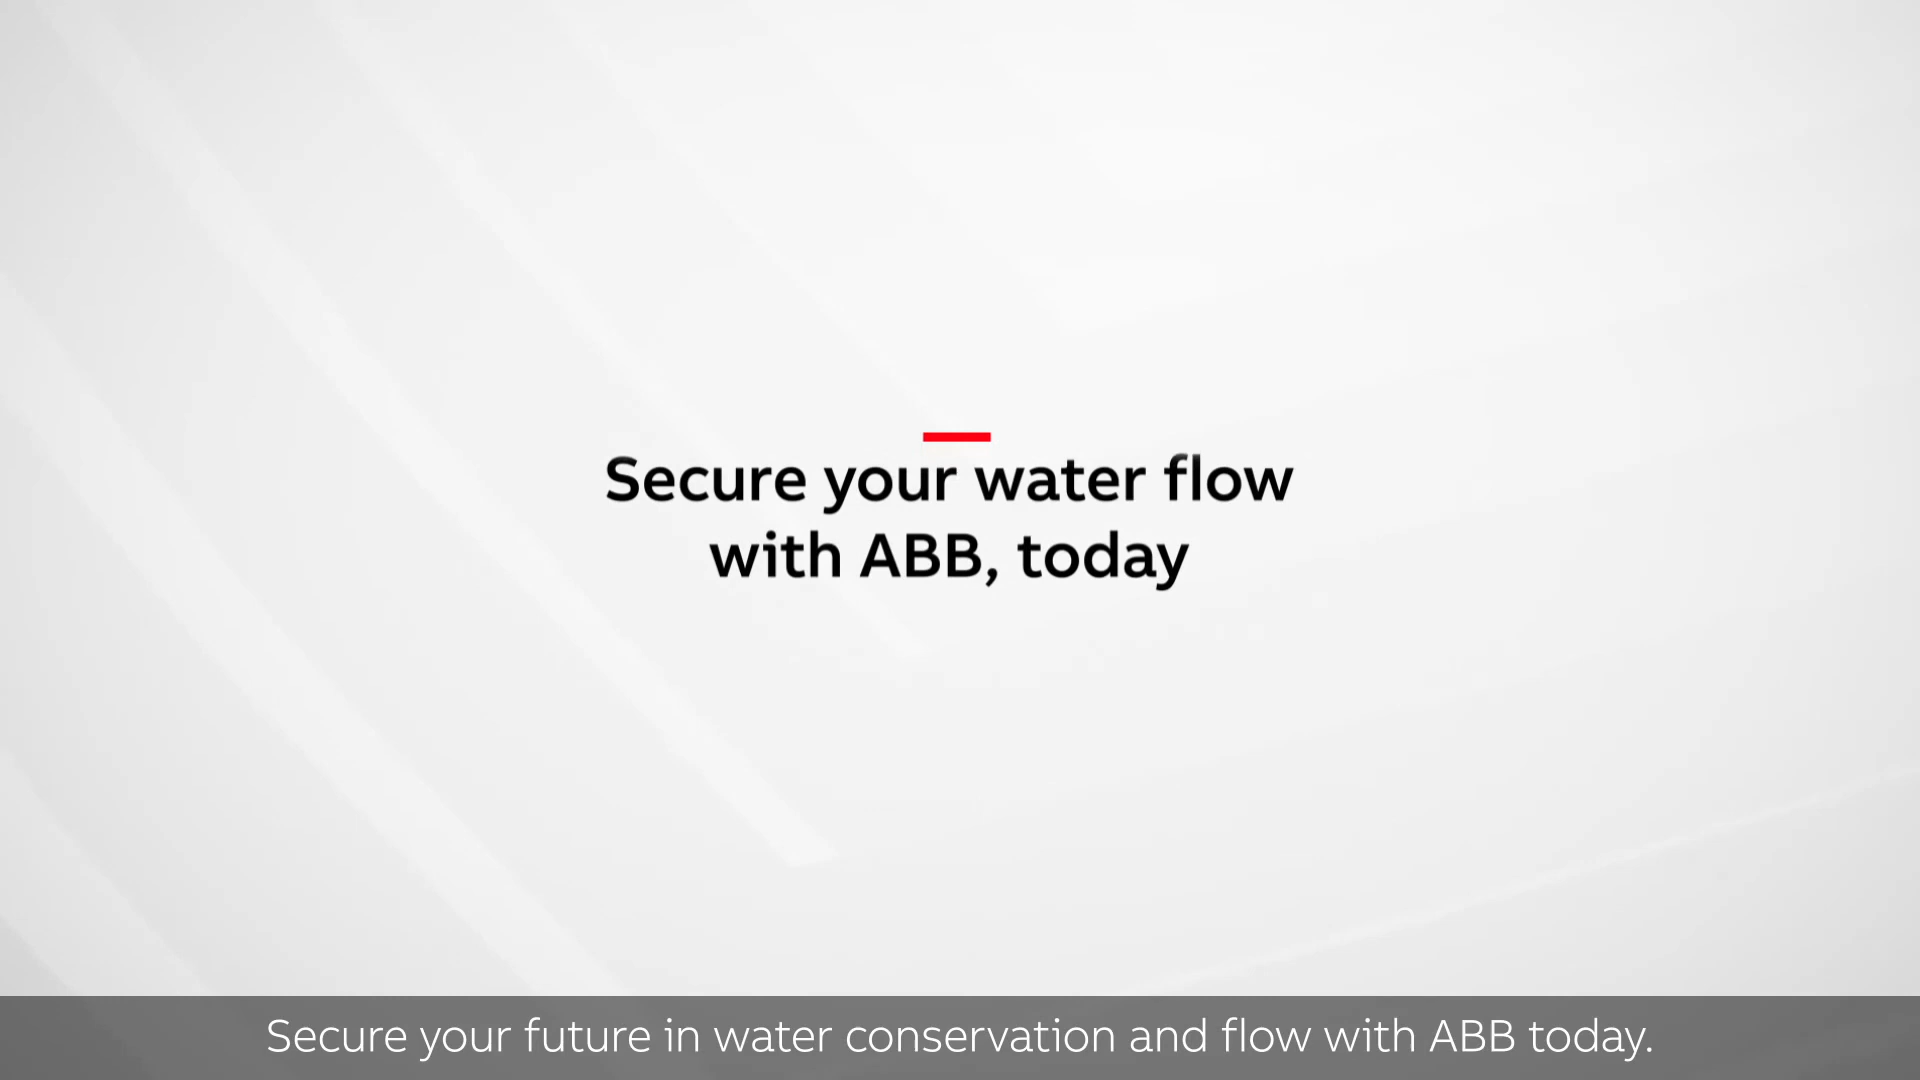 Secure your water flow
with ABB, today
Secure your future in water conservation and flow with ABB today.